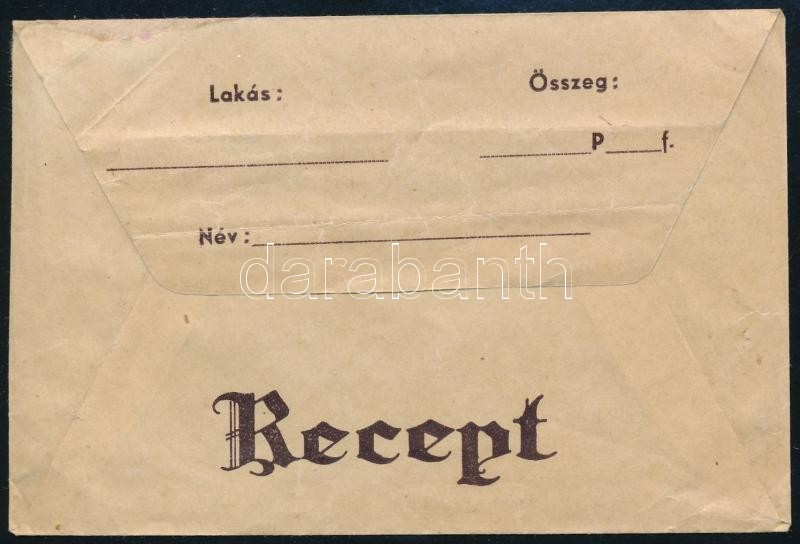 Lakás: Összeg:
P f.
Név:
darabanth
Recept